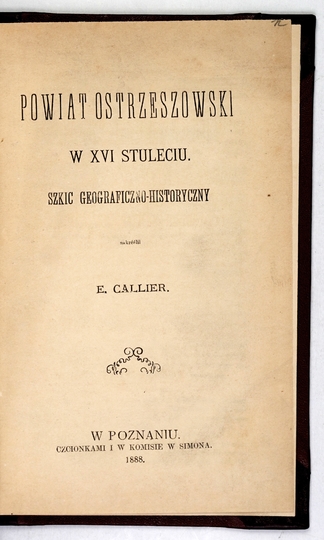 POWIAT OSTRZESZOWSKI
W XVI STULECIU.
SZKIC GEOGRAFICZNO-HISTORYCZNY
nakreślił
E. CALLIER.
W POZNANIU.
CZCIONKAMI I W KOMISIE W SIMONA.
1888.